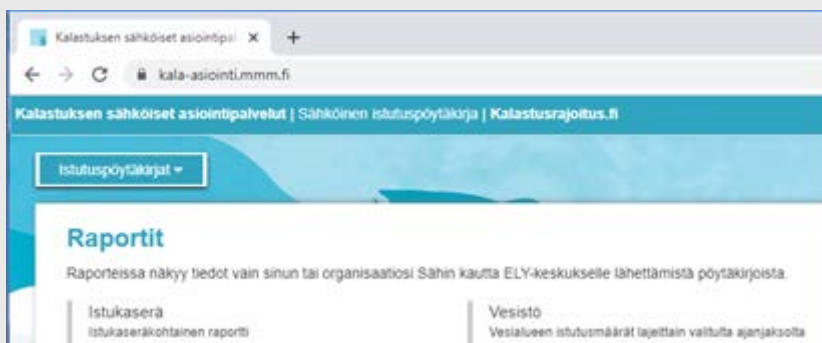 Kalastuksen sähköiset asiointipal
kala-asiointi.mmm.fi
Kalastuksen sähköiset asiointipalvelut | Sähköinen istutuspöytäkirja | Kalastusrajoitus.fi
Istutuspöytäkirjat
Raportit
Raporteissa näkyy tiedot vain sinun tai organisaatiosi Sähin kautta ELY-keskukselle lähettämistä pöytäkirjoista.
Istukaserä
Istukaseräkohtainen raportti
Vesistö
Vesialueen istutusmäärät lajeittain valitulta ajanjaksolta